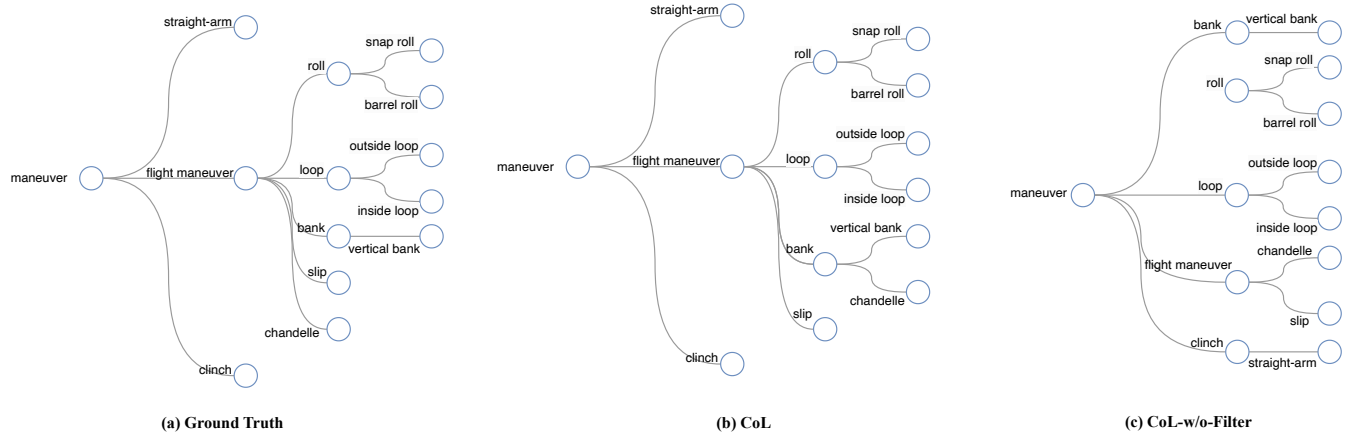 straight-arm
snap roll
roll
barrel roll
outside loop
maneuver
flight maneuver
loop
inside loop
bank
vertical bank
slip
chandelle
clinch
(a) Ground Truth
straight-arm
snap roll
roll
barrel roll
outside loop
maneuver
flight maneuver
loop
inside loop
vertical bank
bank
chandelle
slip
clinch
(b) CoL
bank
vertical bank
snap roll
roll
barrel roll
outside loop
maneuver
loop
inside loop
chandelle
flight maneuver
slip
clinch
straight-arm
(c) CoL-w/o-Filter